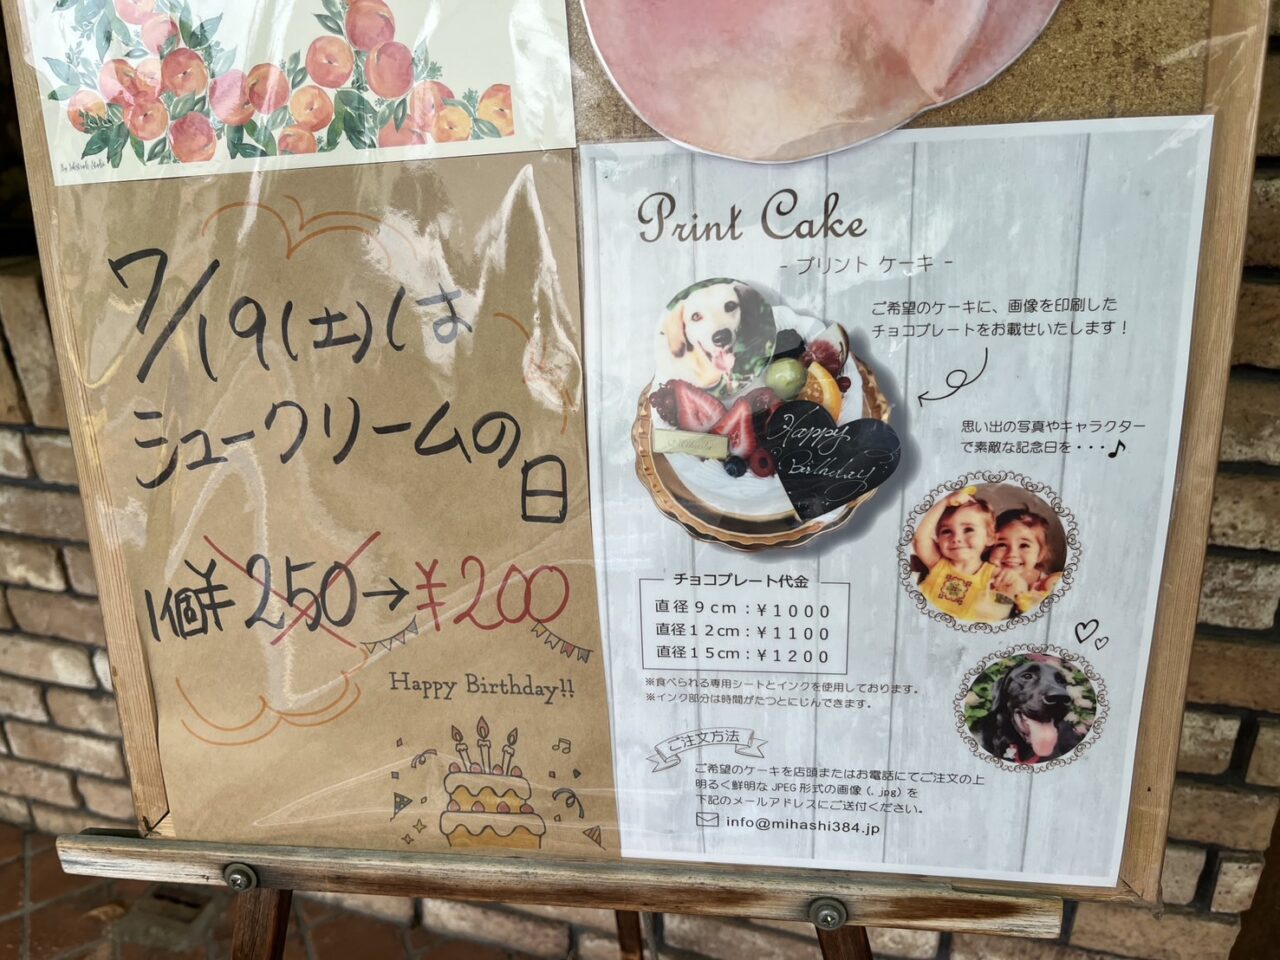 7/19(土)は
シュークリームの
日
1個¥250→¥200
Happy Birthday!!
Print Cake
- プリント ケーキ -
ご希望のケーキに、画像を印刷した
チョコプレートをお載せいたします！
思い出の写真やキャラクター
で素敵な記念日を・・・♪
Happy
Birthday
チョコプレート代金
直径９cm：¥１０００
直径１２cm：¥１１００
直径１５cm：¥１２００
※食べられる専用シートとインクを使用しております。
※インク部分は時間がたつとにじんできます。
ご注文方法
ご希望のケーキを店頭またはお電話にてご注文の上
明るく鮮明な JPEG 形式の画像（. jpg）を
下記のメールアドレスにご送付ください。
info@mihashi384.jp